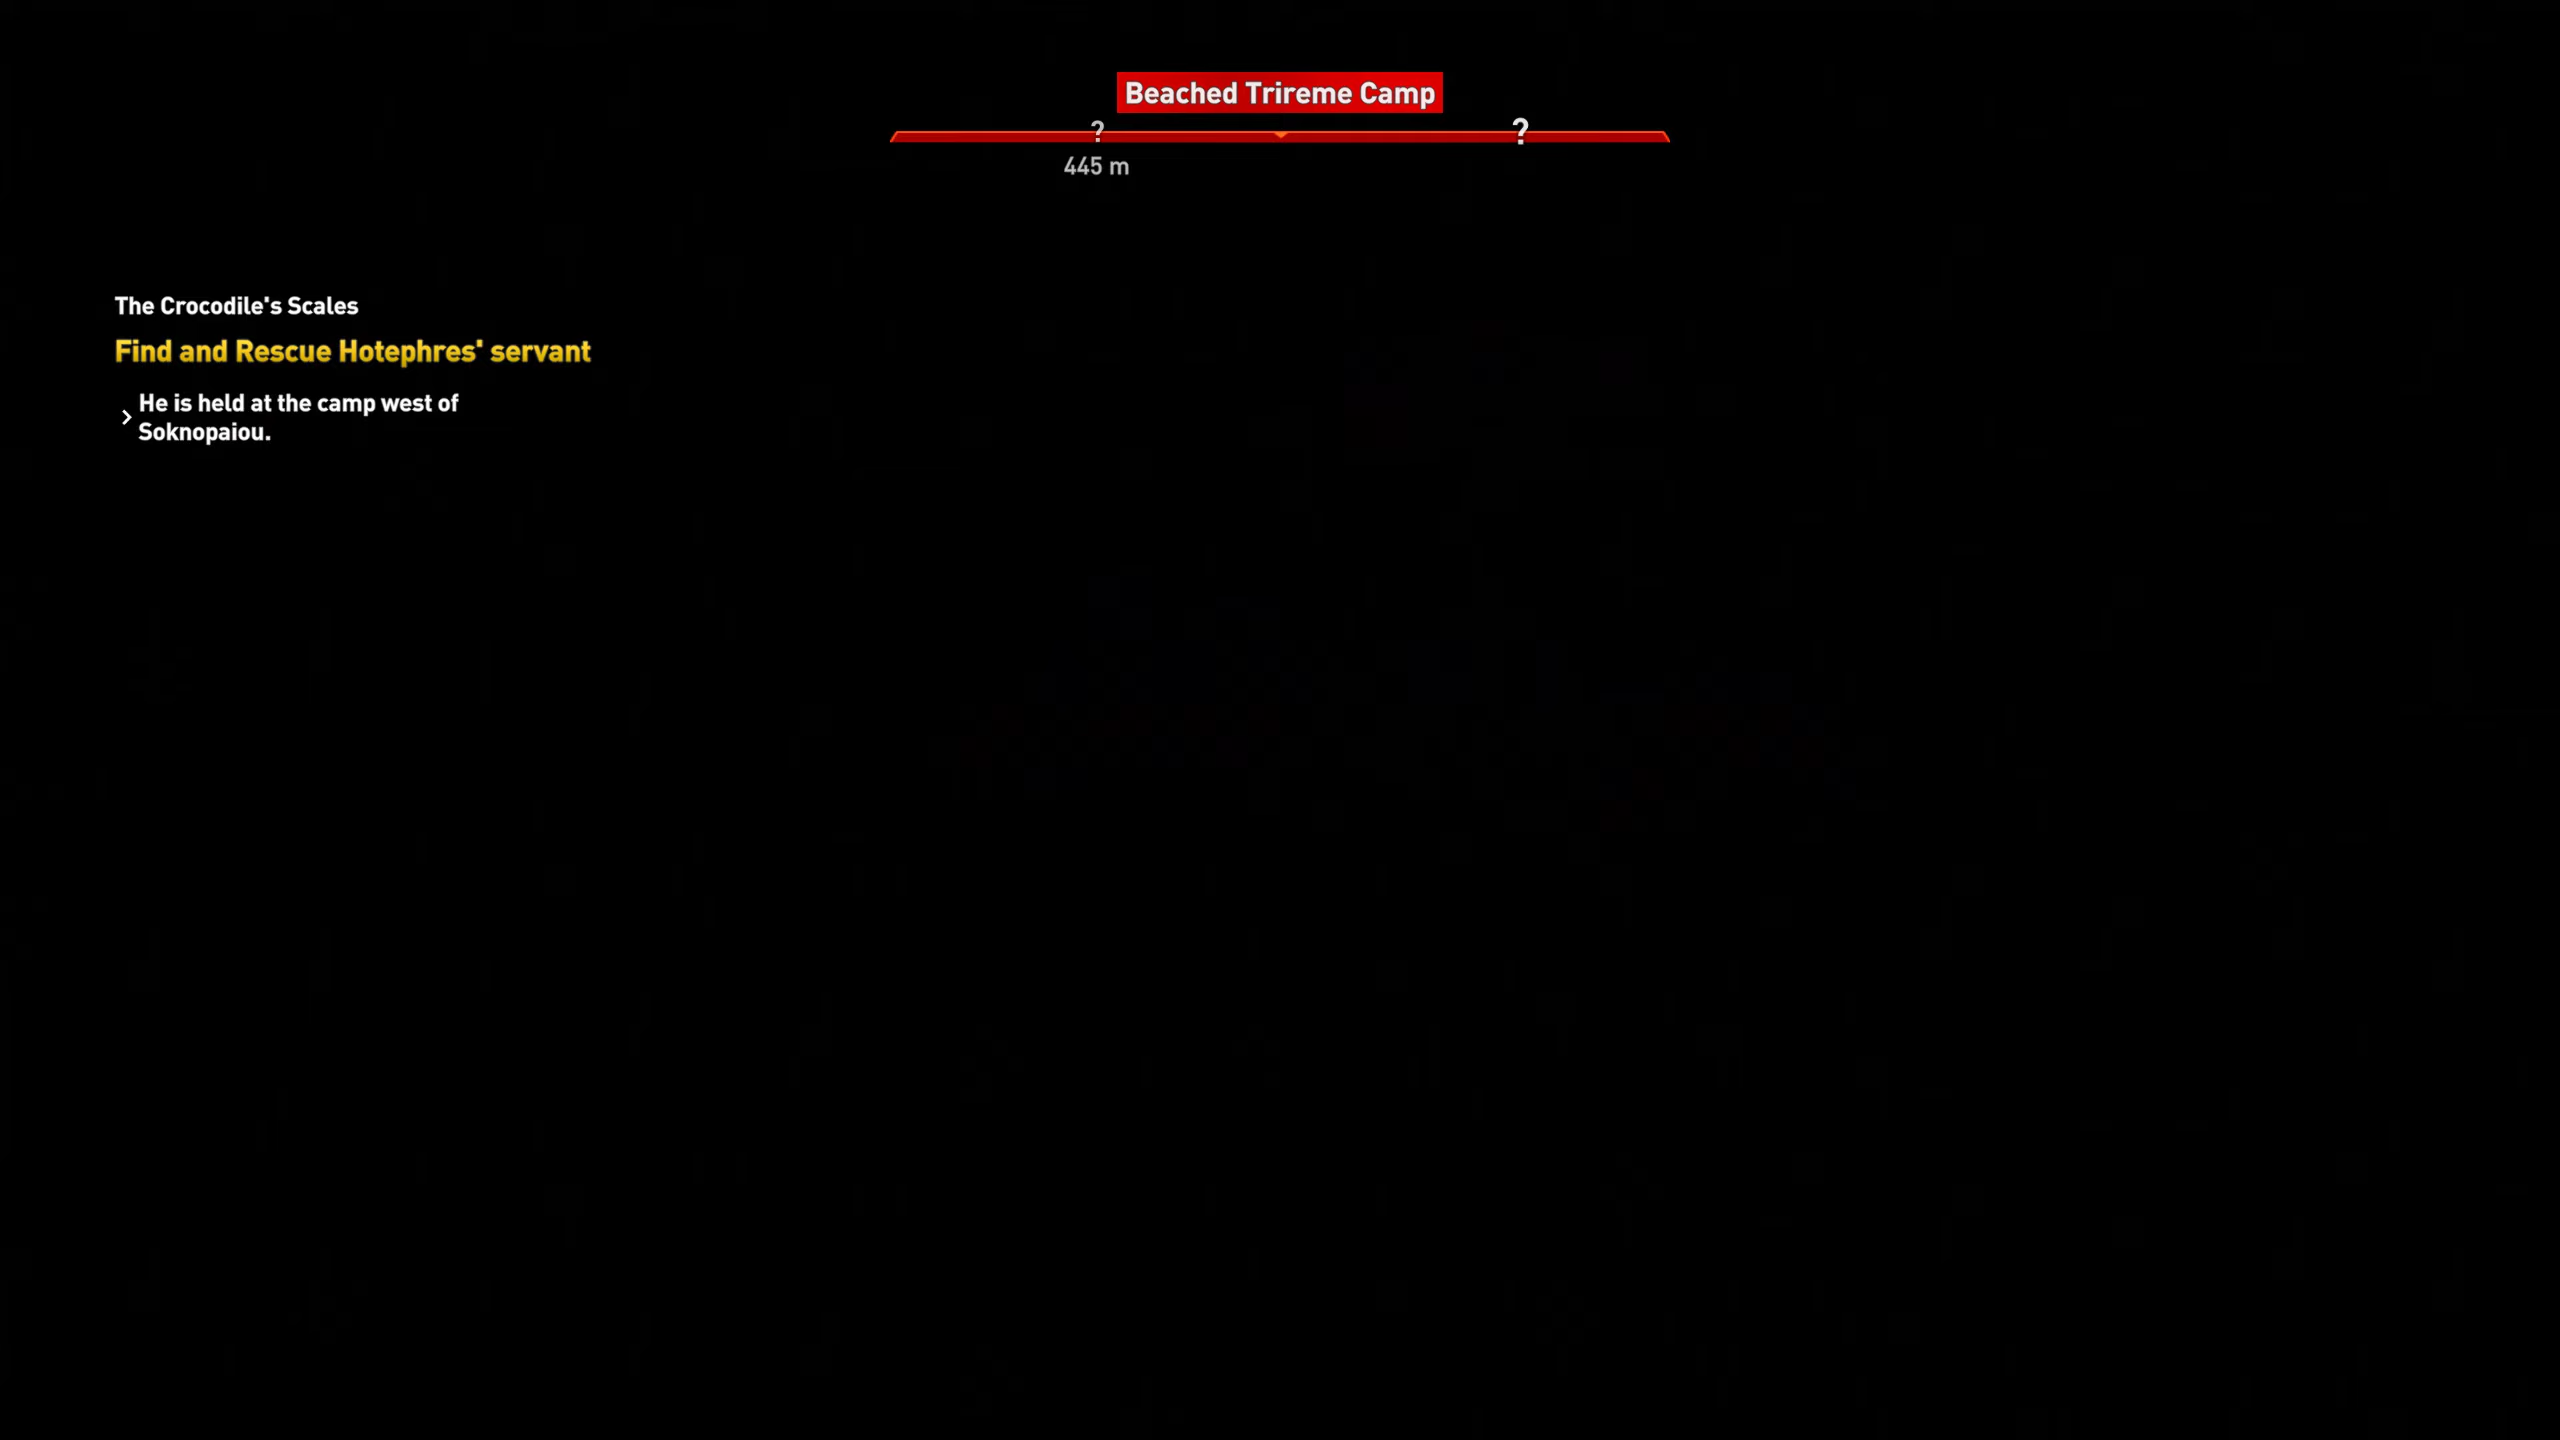 Beached Trireme Camp
? ?
445 m
The Crocodile's Scales
Find and Rescue Hotephres' servant
He is held at the camp west of
Soknopaiou.